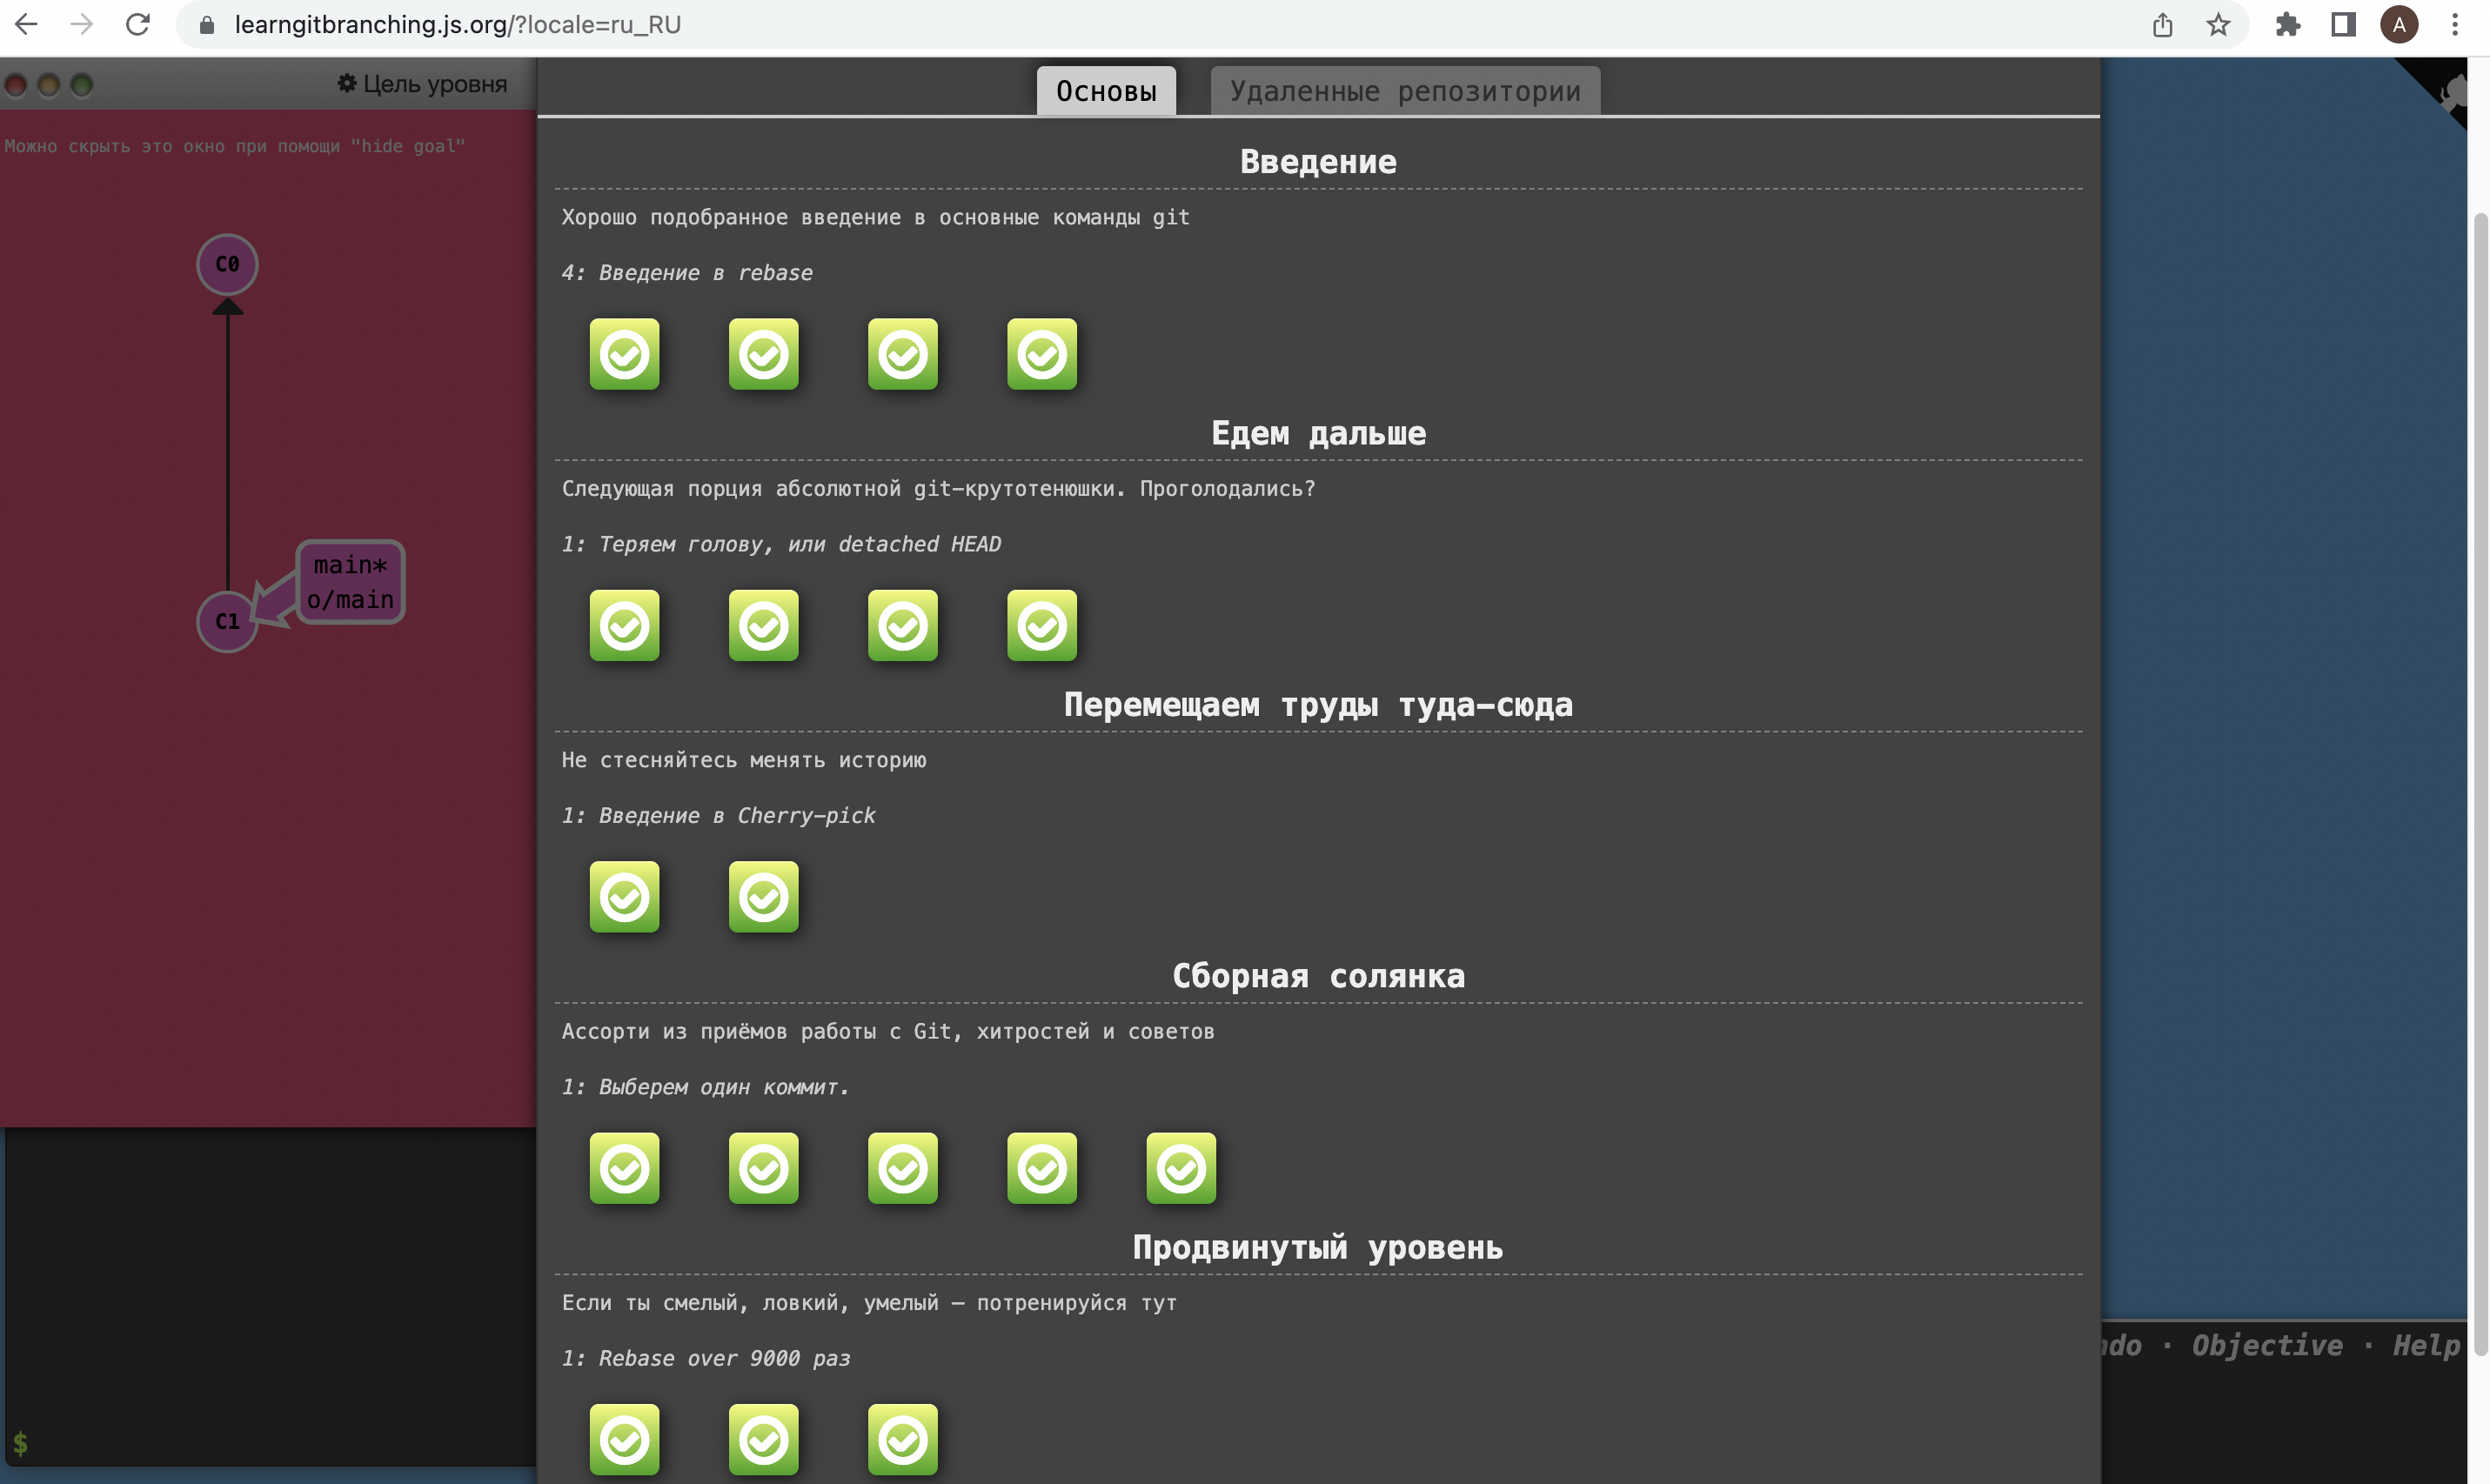 learngitbranching.js.org/?locale=ru_RU
A
Цель уровня
Можно скрыть это окно при помощи "hide goal"
C0
main*
o/main
C1
$
Основы
Удаленные репозитории
Введение
Хорошо подобранное введение в основные команды git
4: Введение в rebase
Едем дальше
Следующая порция абсолютной git-крутотенюшки. Проголодались?
1: Теряем голову, или detached HEAD
Перемещаем труды туда-сюда
Не стесняйтесь менять историю
1: Введение в Cherry-pick
Сборная солянка
Ассорти из приёмов работы с Git, хитростей и советов
1: Выберем один коммит.
Продвинутый уровень
Если ты смелый, ловкий, умелый — потренируйся тут
1: Rebase over 9000 раз
do · Objective · Help